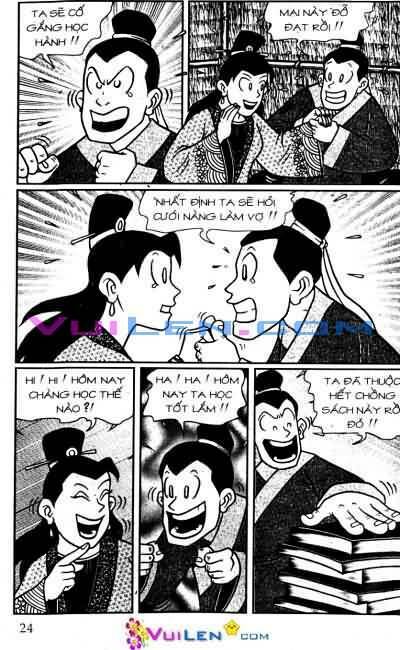 TA SẼ CỐ
GẮNG HỌC
HÀNH !!
MAI NÀY ĐỖ
ĐẠT RỒI !!
NHẤT ĐỊNH TA SẼ HỎI
CƯỚI NÀNG LÀM VỢ !!
VUILEN.COM
HI ! HI ! HÔM NAY
CHÀNG HỌC THẾ
NÀO ?!
HA ! HA ! HÔM
NAY TA HỌC
TỐT LẮM !!
TA ĐÃ THUỘC
HẾT CHỒNG
SÁCH NÀY RỒI
ĐÓ !!
24
VUILEN COM